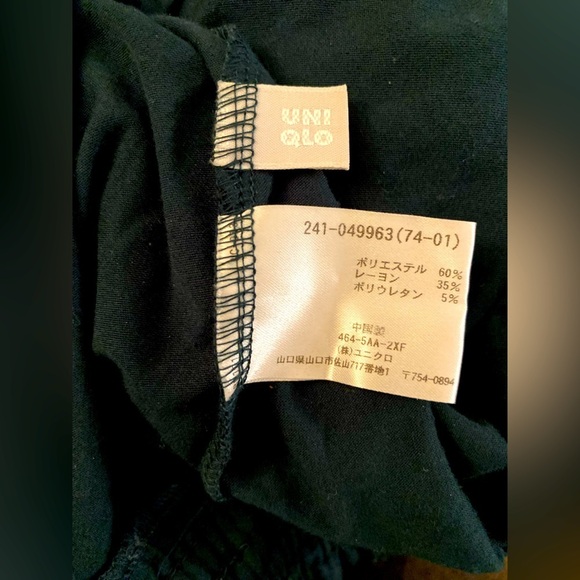 UNI
QLO
241-049963(74-01)
ポリエステル 60%
レーヨン 35%
ポリウレタン 5%
中国製
464-5AA-2XF
(株)ユニクロ
山口県山口市佐山717番地1 〒754-0894